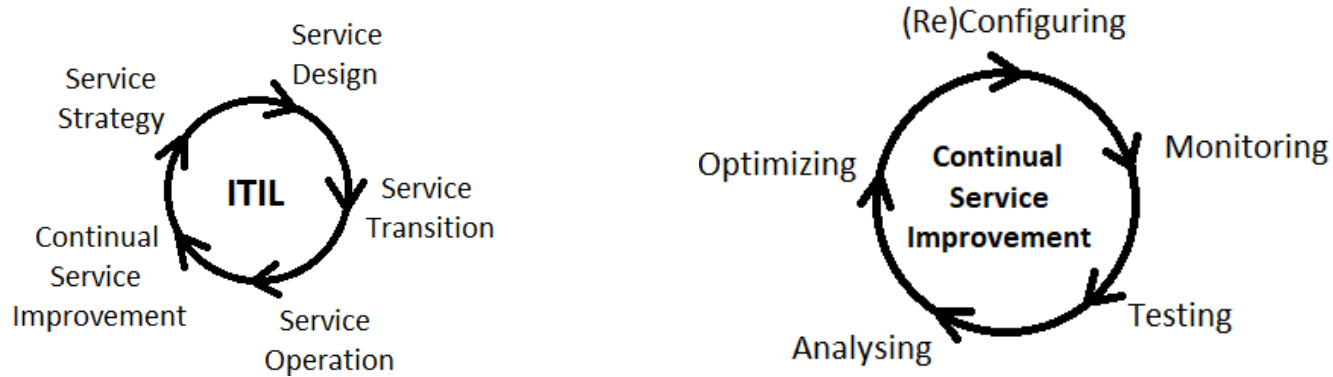 Service
Design
Service
Strategy
ITIL
Service
Transition
Continual
Service
Improvement
Service
Operation
(Re)Configuring
Monitoring
Optimizing
Continual
Service
Improvement
Testing
Analysing